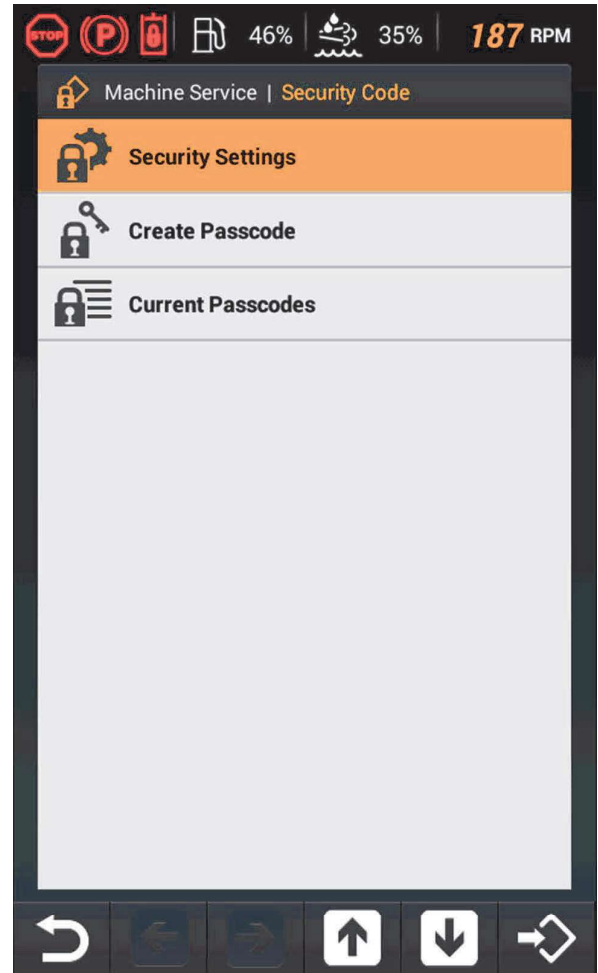 STOP P 46% 35% 187 RPM
Machine Service | Security Code
Security Settings
Create Passcode
Current Passcodes